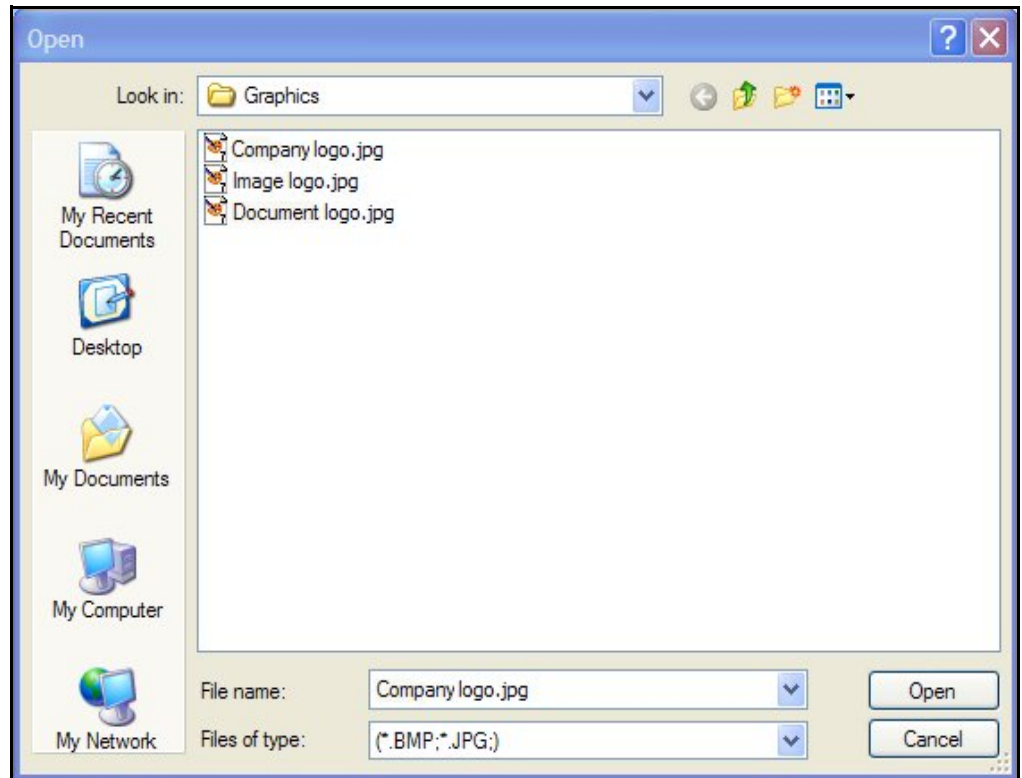 Open
Look in: Graphics
Company logo.jpg
Image logo.jpg
Document logo.jpg
My Recent
Documents
Desktop
My Documents
My Computer
My Network
File name: Company logo.jpg Open
Files of type: (*.BMP;*.JPG;) Cancel